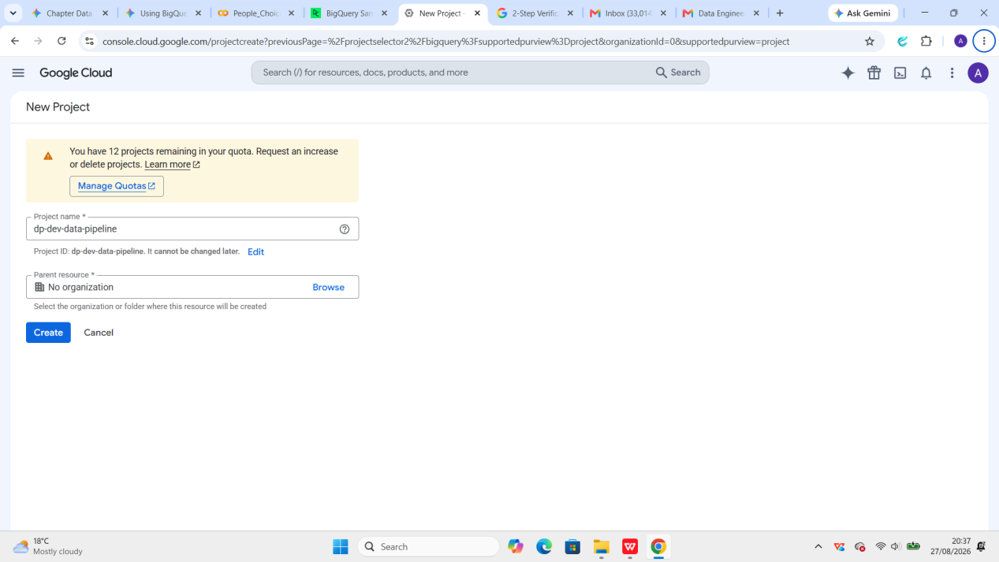 Chapter Data
Using BigQue
People_Choic
BigQuery San
New Project -
2-Step Verific
Inbox (33,014
Data Enginee
Ask Gemini
console.cloud.google.com/projectcreate?previousPage=%2Fprojectselector2%2Fbigquery%3Fsupportedpurview%3Dproject&organizationId=0&supportedpurview=project
A
Google Cloud
Search (/) for resources, docs, products, and more
Search
A
New Project
You have 12 projects remaining in your quota. Request an increase
or delete projects. Learn more
Manage Quotas
Project name *
dp-dev-data-pipeline
Project ID: dp-dev-data-pipeline. It cannot be changed later. Edit
Parent resource *
No organization
Browse
Select the organization or folder where this resource will be created
Create
Cancel
18°C
Mostly cloudy
Search
20:37
27/08/2026